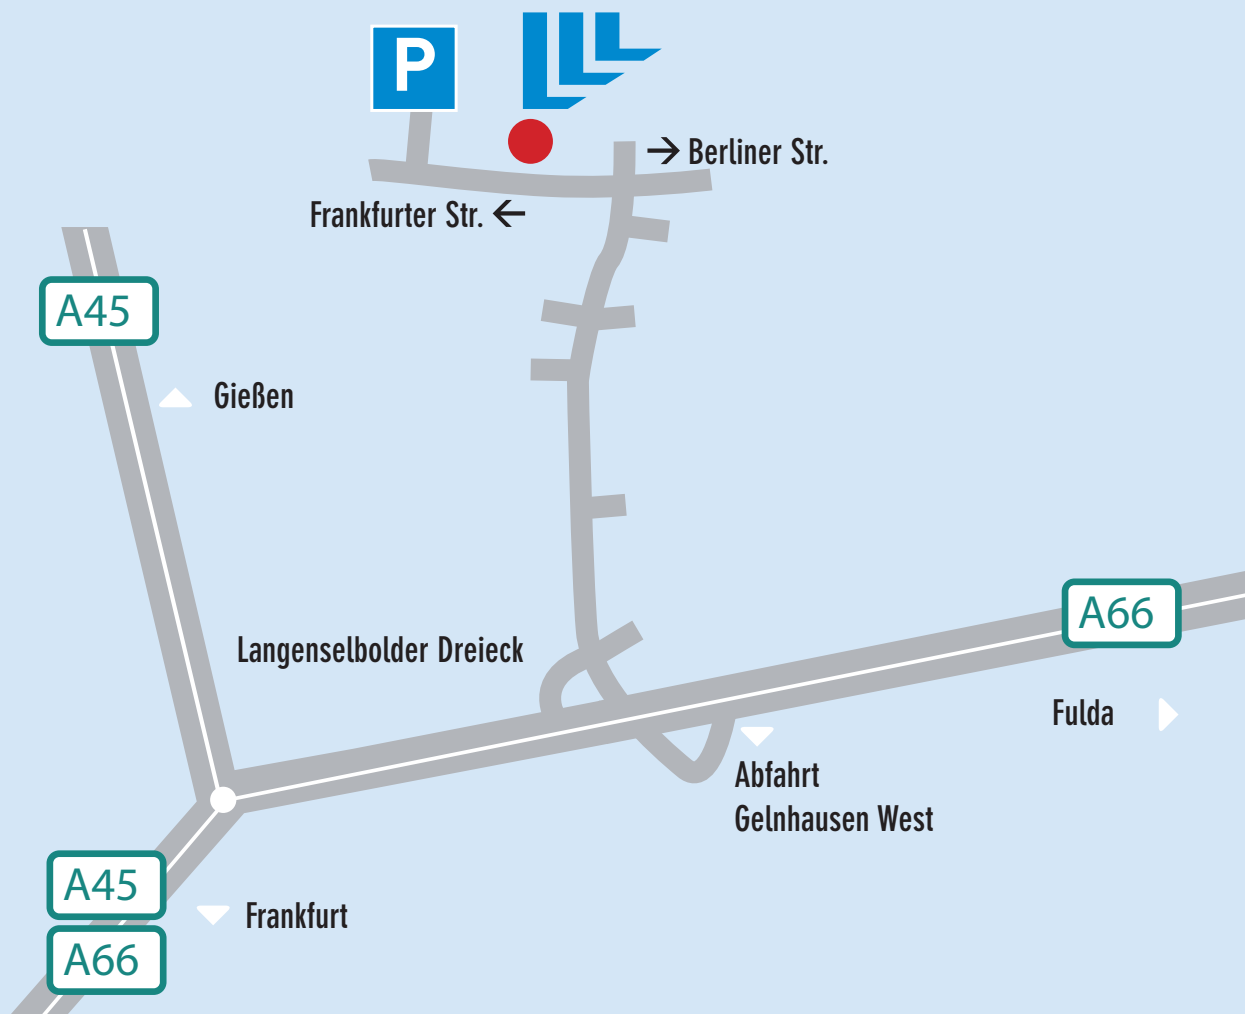 P
→ Berliner Str.
Frankfurter Str. ←
A45
Gießen
A66
Langenselbolder Dreieck
Fulda
Abfahrt
Gelnhausen West
A45
Frankfurt
A66